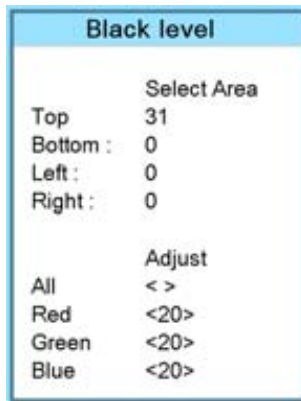 Black level
Select Area
Top 31
Bottom : 0
Left : 0
Right : 0
Adjust
All < >
Red <20>
Green <20>
Blue <20>